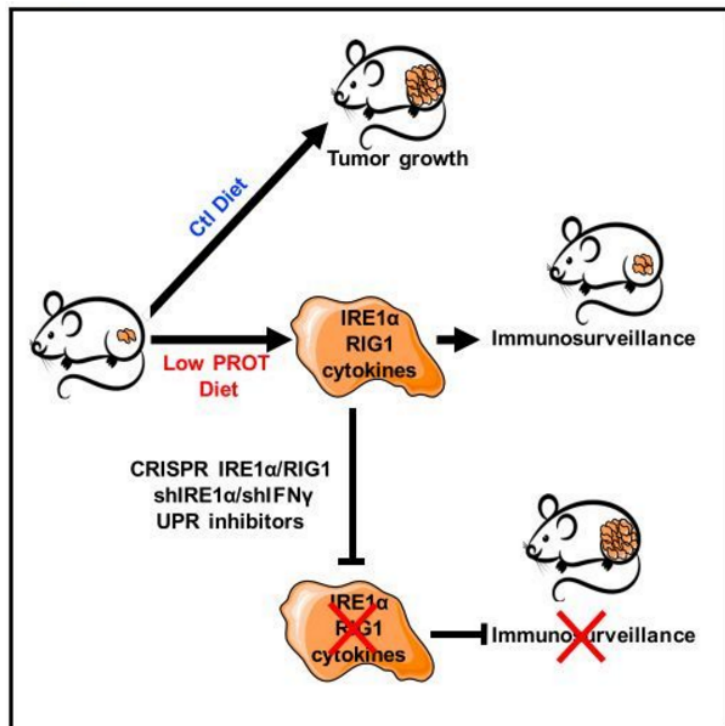 Tumor growth
Ctl Diet
IRE1α
RIG1
cytokines
Immunosurveillance
Low PROT
Diet
CRISPR IRE1α/RIG1
shIRE1α/shIFNγ
UPR inhibitors
IRE1α
RIG1
cytokines
Immunosurveillance